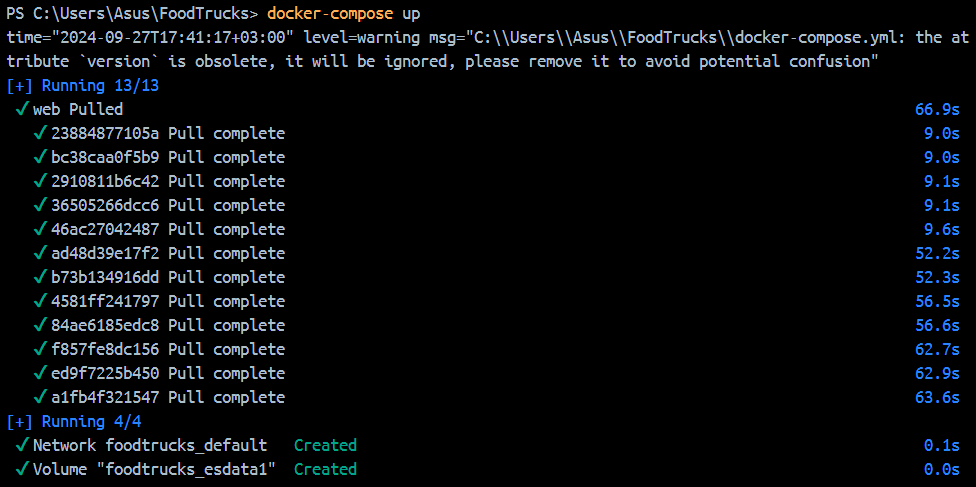 PS C:\Users\Asus\FoodTrucks> docker-compose up
time="2024-09-27T17:41:17+03:00" level=warning msg="C:\\Users\\Asus\\FoodTrucks\\docker-compose.yml: the at
tribute `version` is obsolete, it will be ignored, please remove it to avoid potential confusion"
[+] Running 13/13
✔ web Pulled 66.9s
✔ 23884877105a Pull complete 9.0s
✔ bc38caa0f5b9 Pull complete 9.0s
✔ 2910811b6c42 Pull complete 9.1s
✔ 36505266dcc6 Pull complete 9.1s
✔ 46ac27042487 Pull complete 9.6s
✔ ad48d39e17f2 Pull complete 52.2s
✔ b73b134916dd Pull complete 52.3s
✔ 4581ff241797 Pull complete 56.5s
✔ 84ae6185edc8 Pull complete 56.6s
✔ f857fe8dc156 Pull complete 62.7s
✔ ed9f7225b450 Pull complete 62.9s
✔ a1fb4f321547 Pull complete 63.6s
[+] Running 4/4
✔ Network foodtrucks_default Created 0.1s
✔ Volume "foodtrucks_esdata1" Created 0.0s